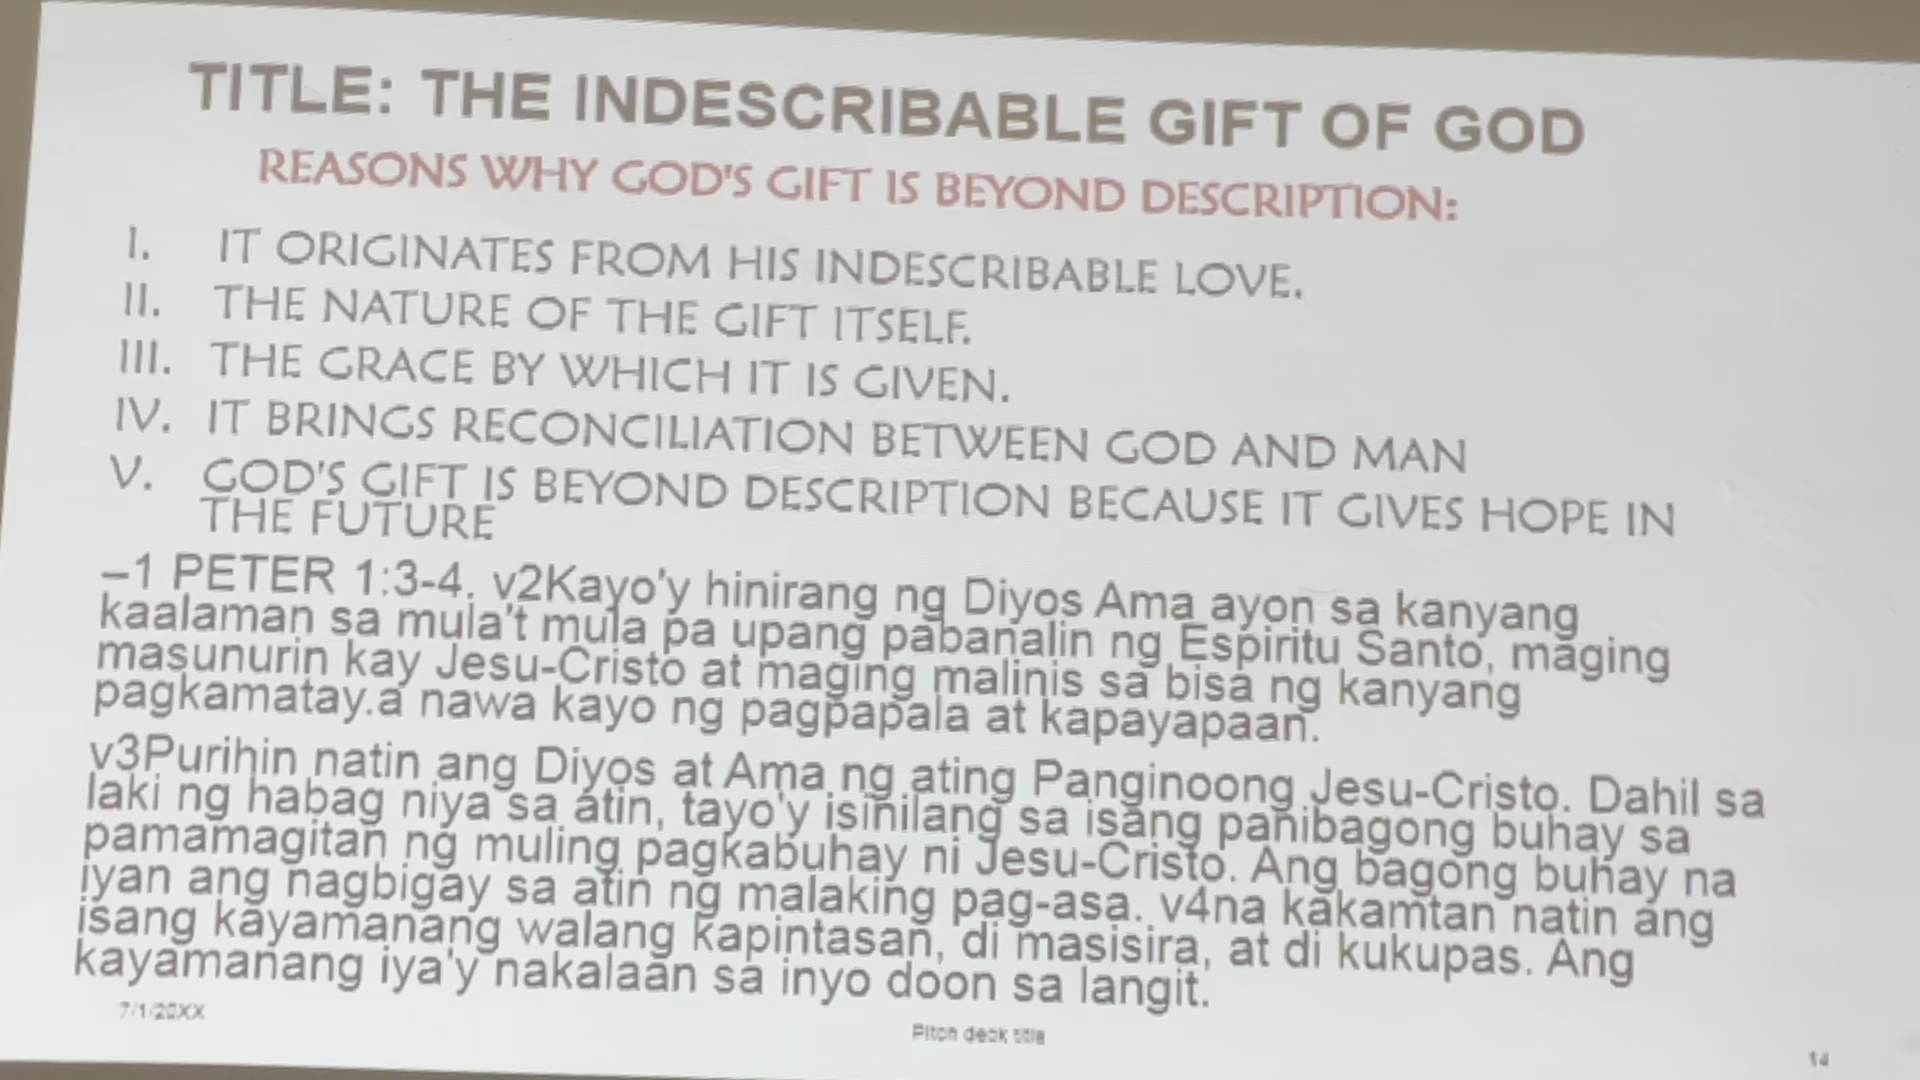 TITLE: THE INDESCRIBABLE GIFT OF GOD
REASONS WHY GOD'S GIFT IS BEYOND DESCRIPTION:
I. IT ORIGINATES FROM HIS INDESCRIBABLE LOVE.
II. THE NATURE OF THE GIFT ITSELF.
III. THE GRACE BY WHICH IT IS GIVEN.
IV. IT BRINGS RECONCILIATION BETWEEN GOD AND MAN
V. GOD'S GIFT IS BEYOND DESCRIPTION BECAUSE IT GIVES HOPE IN
THE FUTURE
–1 PETER 1:3-4. v2Kayo'y hinirang ng Diyos Ama ayon sa kanyang
kaalaman sa mula't mula pa upang pabanalin ng Espiritu Santo, maging
masunurin kay Jesu-Cristo at maging malinis sa bisa ng kanyang
pagkamatay.a nawa kayo ng pagpapala at kapayapaan.
v3Purihin natin ang Diyos at Ama ng ating Panginoong Jesu-Cristo. Dahil sa
laki ng habag niya sa atin, tayo'y isinilang sa isang panibagong buhay sa
pamamagitan ng muling pagkabuhay ni Jesu-Cristo. Ang bagong buhay na
iyan ang nagbigay sa atin ng malaking pag-asa. v4na kakamtan natin ang
isang kayamanang walang kapintasan, di masisira, at di kukupas. Ang
kayamanang iya'y nakalaan sa inyo doon sa langit.
7/1/20XX
Pitch deck title
14